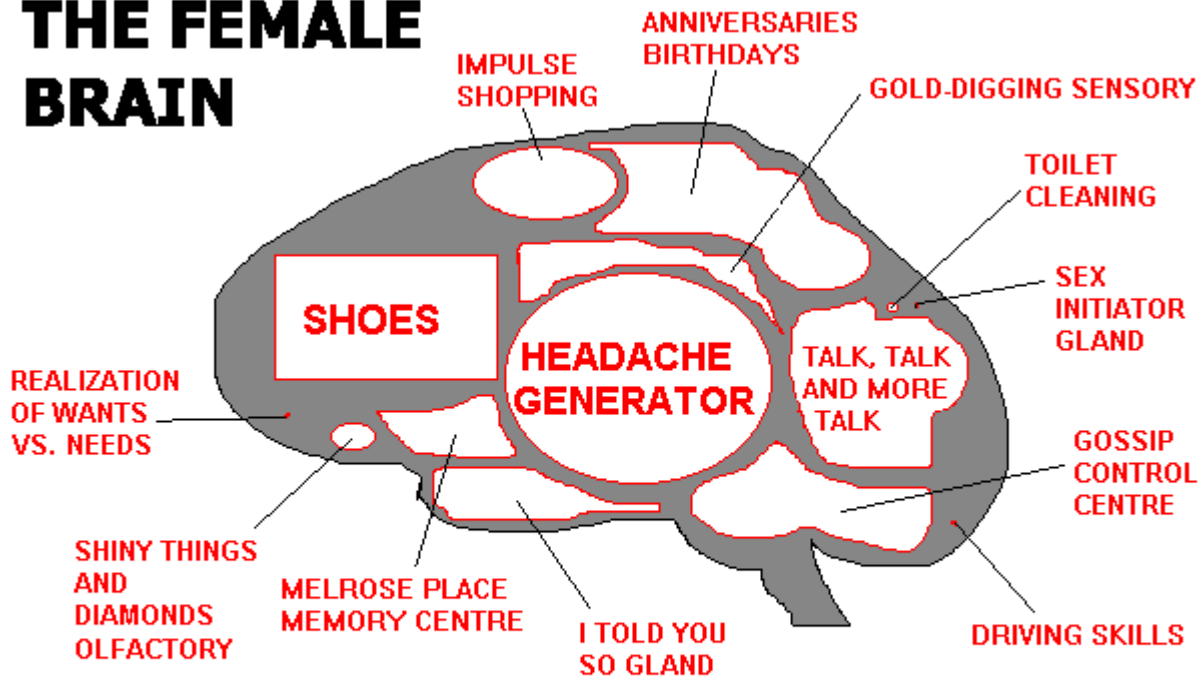 THE FEMALE
BRAIN
IMPULSE
SHOPPING
ANNIVERSARIES
BIRTHDAYS
GOLD-DIGGING SENSORY
TOILET
CLEANING
SEX
INITIATOR
GLAND
SHOES
HEADACHE
GENERATOR
TALK, TALK
AND MORE
TALK
REALIZATION
OF WANTS
VS. NEEDS
GOSSIP
CONTROL
CENTRE
SHINY THINGS
AND
DIAMONDS
OLFACTORY
MELROSE PLACE
MEMORY CENTRE
I TOLD YOU
SO GLAND
DRIVING SKILLS